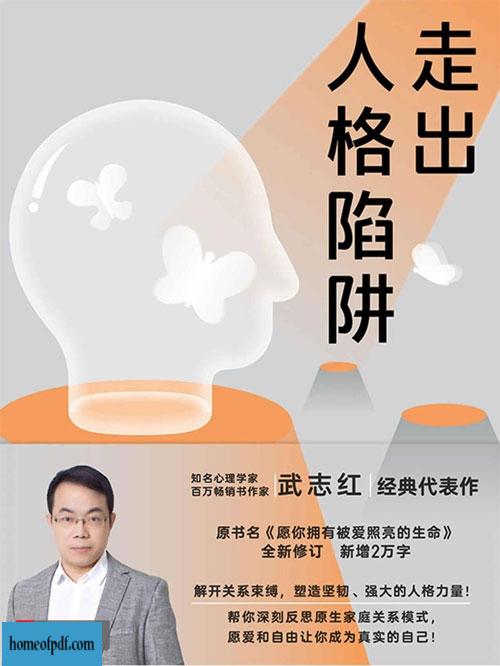 走出
人格陷阱
知名心理学家
百万畅销书作家
武志红
经典代表作
原书名《愿你拥有被爱照亮的生命》
全新修订 新增2万字
解开关系束缚,塑造坚韧、强大的人格力量!
帮你深刻反思原生家庭关系模式,
愿爱和自由让你成为真实的自己!
homeofpdf.com